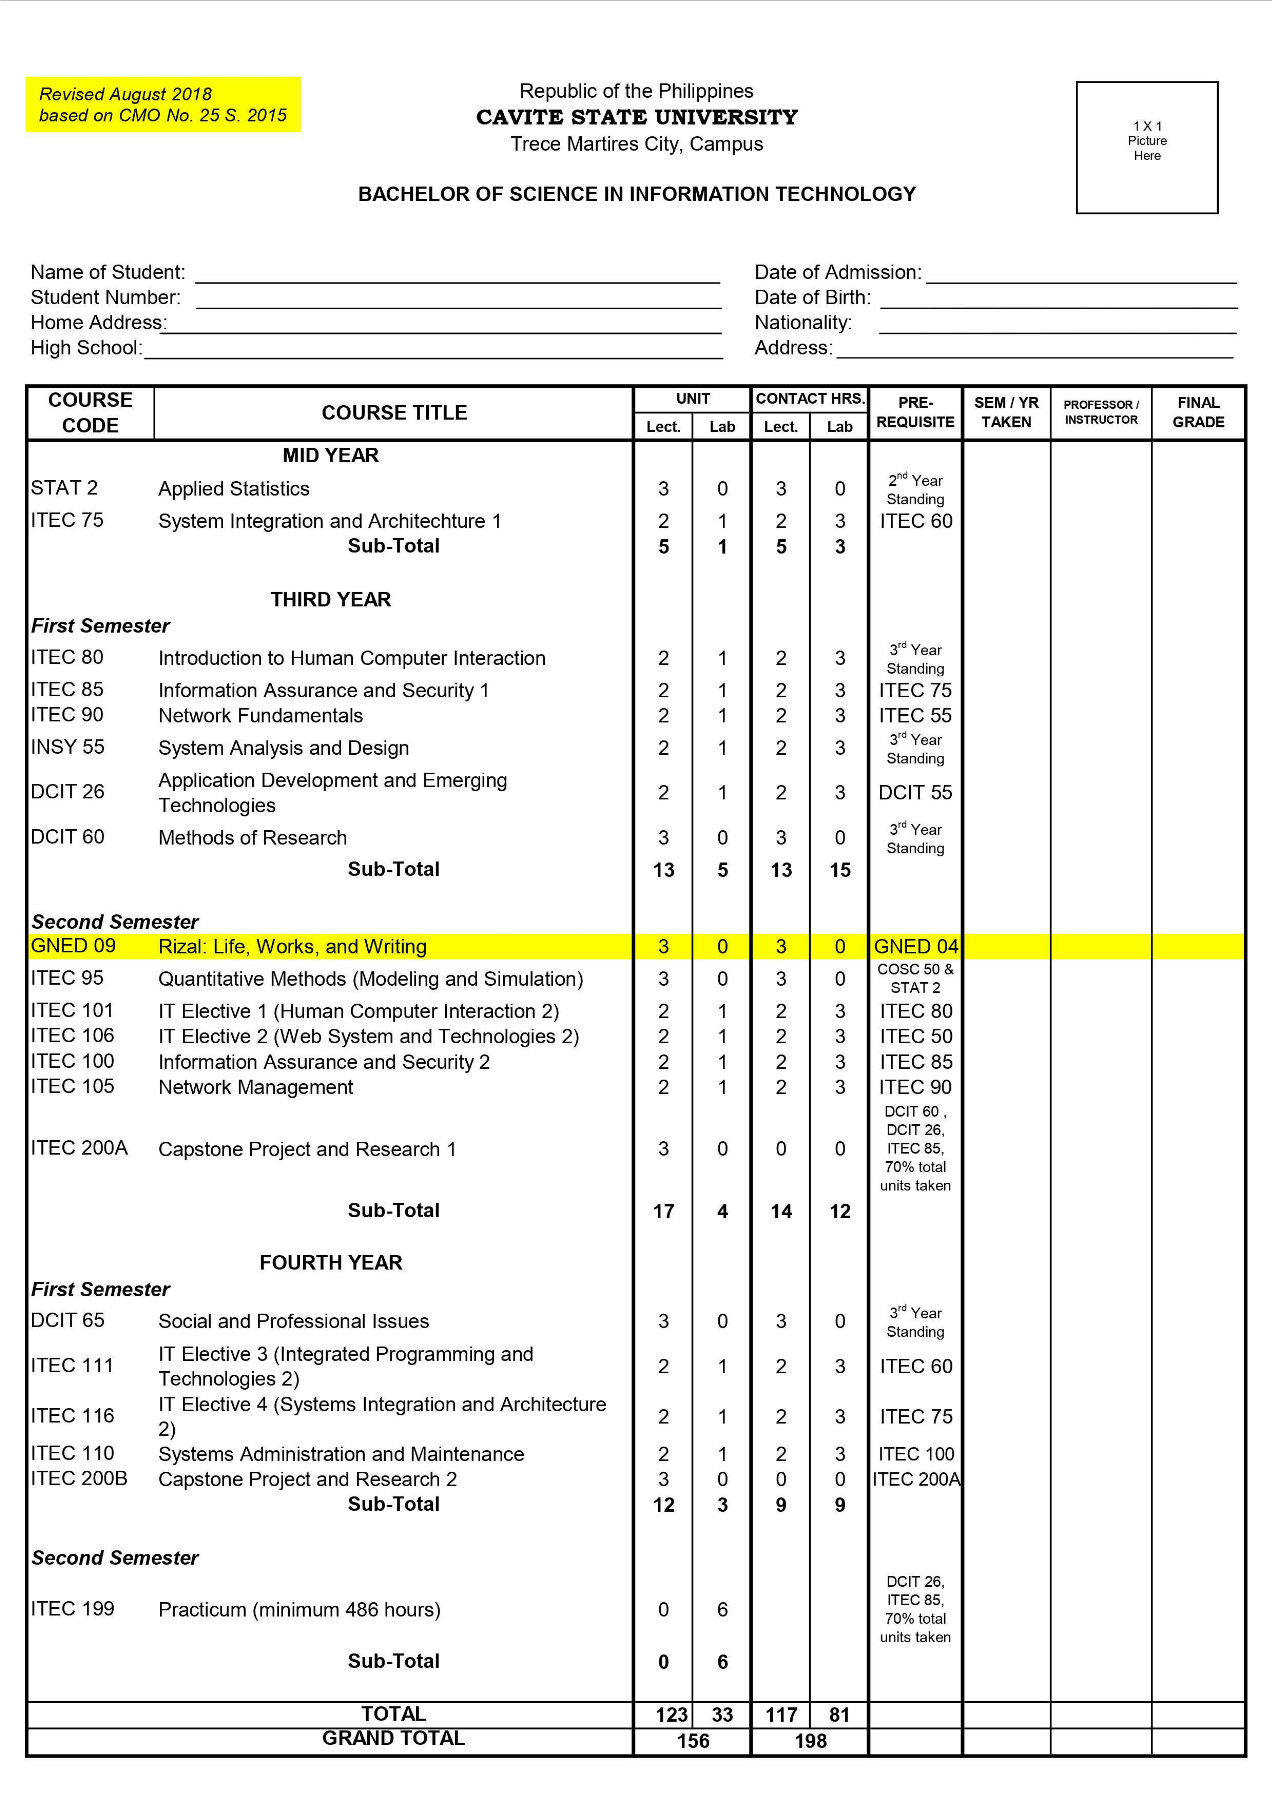 Revised August 2018
based on CMO No. 25 S. 2015
Republic of the Philippines
CAVITE STATE UNIVERSITY
Trece Martires City, Campus
1 X 1
Picture
Here
BACHELOR OF SCIENCE IN INFORMATION TECHNOLOGY
Name of Student: Date of Admission:
Student Number: Date of Birth:
Home Address: Nationality:
High School: Address:
COURSE CODE COURSE TITLE UNIT CONTACT HRS. PRE-REQUISITE SEM / YR TAKEN PROFESSOR / INSTRUCTOR FINAL GRADE
Lect. Lab Lect. Lab
MID YEAR
STAT 2 Applied Statistics 3 0 3 0 2nd Year Standing
ITEC 75 System Integration and Architechture 1 2 1 2 3 ITEC 60
Sub-Total 5 1 5 3
THIRD YEAR
First Semester
ITEC 80 Introduction to Human Computer Interaction 2 1 2 3 3rd Year Standing
ITEC 85 Information Assurance and Security 1 2 1 2 3 ITEC 75
ITEC 90 Network Fundamentals 2 1 2 3 ITEC 55
INSY 55 System Analysis and Design 2 1 2 3 3rd Year Standing
DCIT 26 Application Development and Emerging Technologies 2 1 2 3 DCIT 55
DCIT 60 Methods of Research 3 0 3 0 3rd Year Standing
Sub-Total 13 5 13 15
Second Semester
GNED 09 Rizal: Life, Works, and Writing 3 0 3 0 GNED 04
ITEC 95 Quantitative Methods (Modeling and Simulation) 3 0 3 0 COSC 50 & STAT 2
ITEC 101 IT Elective 1 (Human Computer Interaction 2) 2 1 2 3 ITEC 80
ITEC 106 IT Elective 2 (Web System and Technologies 2) 2 1 2 3 ITEC 50
ITEC 100 Information Assurance and Security 2 2 1 2 3 ITEC 85
ITEC 105 Network Management 2 1 2 3 ITEC 90
ITEC 200A Capstone Project and Research 1 3 0 0 0 DCIT 60 , DCIT 26, ITEC 85, 70% total units taken
Sub-Total 17 4 14 12
FOURTH YEAR
First Semester
DCIT 65 Social and Professional Issues 3 0 3 0 3rd Year Standing
ITEC 111 IT Elective 3 (Integrated Programming and Technologies 2) 2 1 2 3 ITEC 60
ITEC 116 IT Elective 4 (Systems Integration and Architecture 2) 2 1 2 3 ITEC 75
ITEC 110 Systems Administration and Maintenance 2 1 2 3 ITEC 100
ITEC 200B Capstone Project and Research 2 3 0 0 0 ITEC 200A
Sub-Total 12 3 9 9
Second Semester
ITEC 199 Practicum (minimum 486 hours) 0 6 DCIT 26, ITEC 85, 70% total units taken
Sub-Total 0 6
TOTAL 123 33 117 81
GRAND TOTAL 156 198